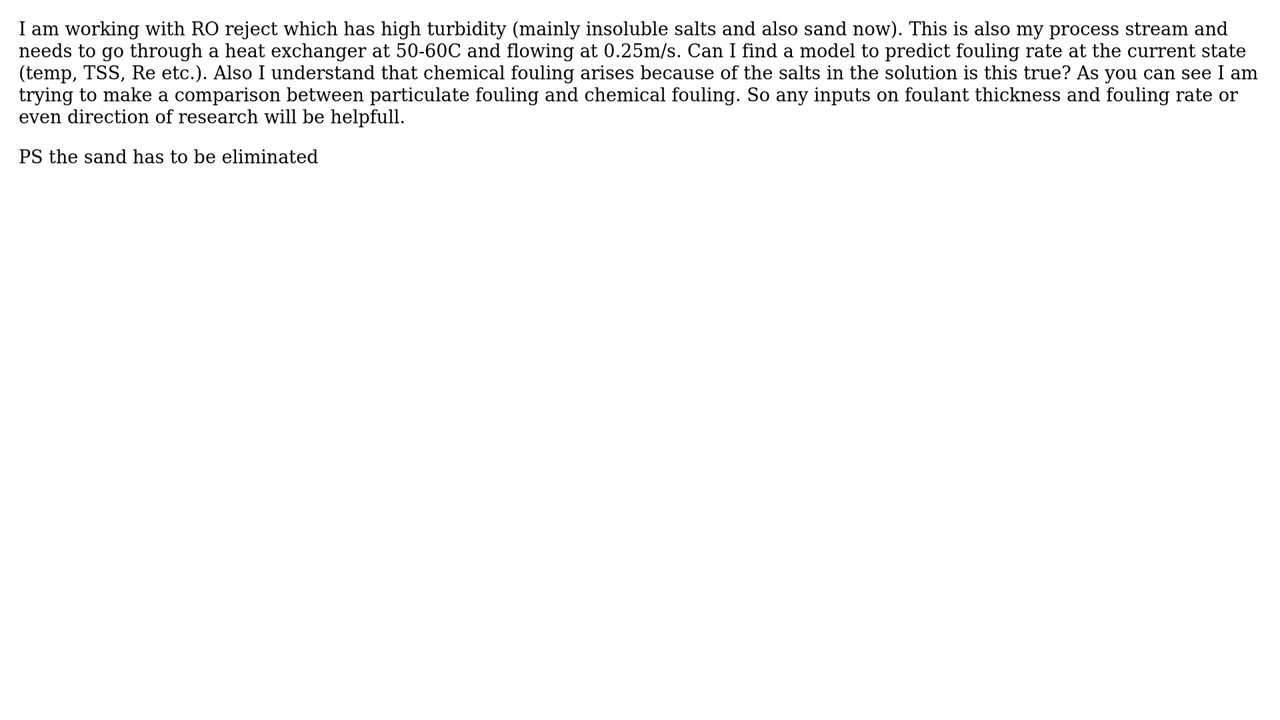 I am working with RO reject which has high turbidity (mainly insoluble salts and also sand now). This is also my process stream and
needs to go through a heat exchanger at 50-60C and flowing at 0.25m/s. Can I find a model to predict fouling rate at the current state
(temp, TSS, Re etc.). Also I understand that chemical fouling arises because of the salts in the solution is this true? As you can see I am
trying to make a comparison between particulate fouling and chemical fouling. So any inputs on foulant thickness and fouling rate or
even direction of research will be helpfull.
PS the sand has to be eliminated